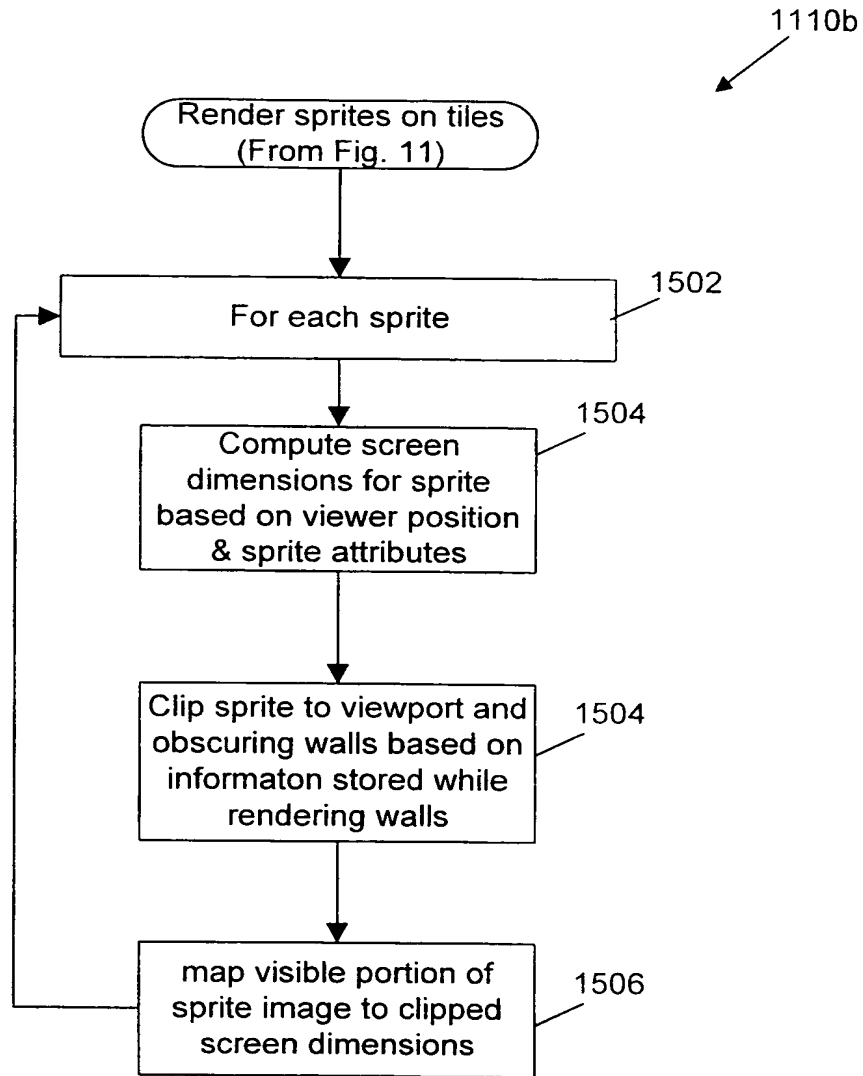 1110b
Render sprites on tiles
(From Fig. 11)
1502
For each sprite
1504
Compute screen
dimensions for sprite
based on viewer position
& sprite attributes
Clip sprite to viewport and
obscuring walls based on
informaton stored while
rendering walls
1504
map visible portion of
sprite image to clipped
screen dimensions
1506